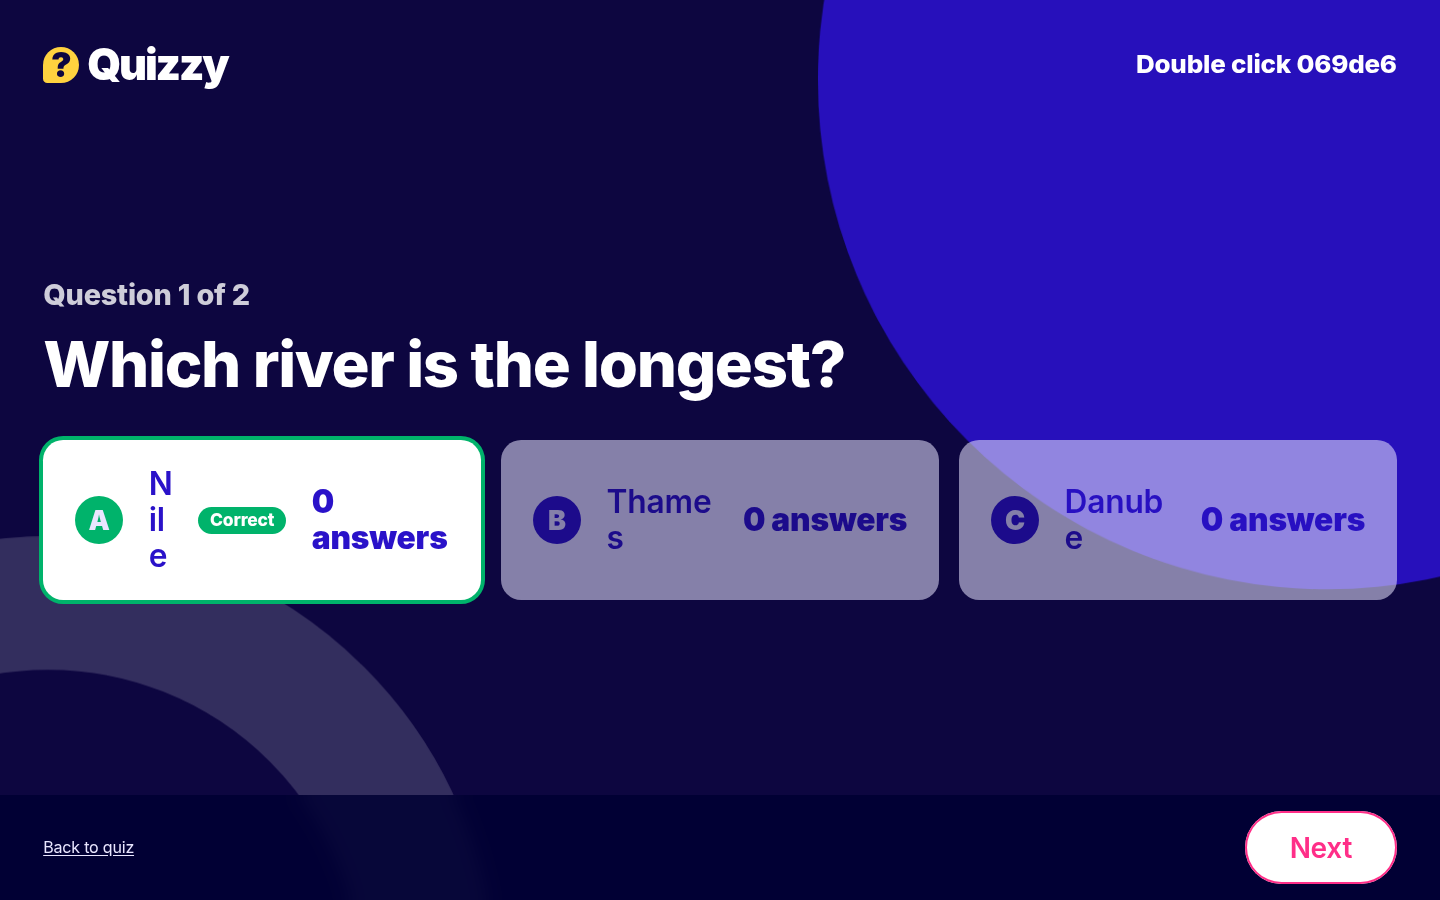 ? Quizzy
Double click 069de6
Question 1 of 2
Which river is the longest?
A
N
il
e
Correct
0
answers
B
Thame
s
0 answers
C
Danub
e
0 answers
Back to quiz
Next